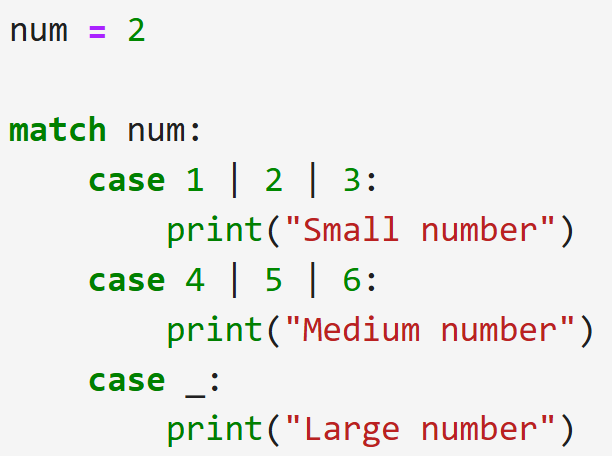 num = 2
match num:
    case 1 | 2 | 3:
        print("Small number")
    case 4 | 5 | 6:
        print("Medium number")
    case _:
        print("Large number")